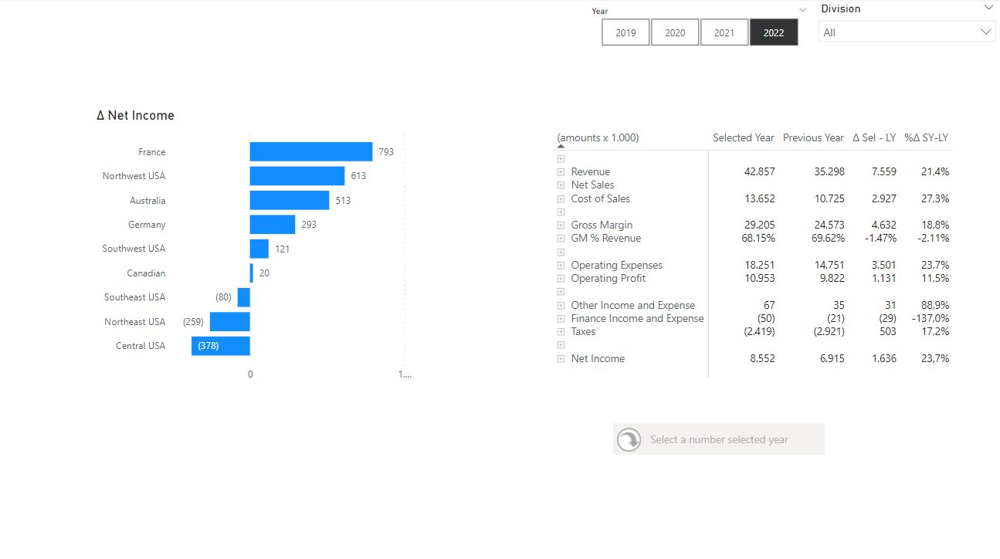 Year
Division
2019 2020 2021 2022
All
Δ Net Income
France 793
Northwest USA 613
Australia 513
Germany 293
Southwest USA 121
Canadian 20
Southeast USA (80)
Northeast USA (259)
Central USA (378)
0 1....
(amounts x 1.000) Selected Year Previous Year Δ Sel - LY %Δ SY-LY
Revenue 42.857 35.298 7.559 21,4%
Net Sales
Cost of Sales 13.652 10.725 2.927 27,3%
Gross Margin 29.205 24.573 4.632 18,8%
GM % Revenue 68.15% 69.62% -1.47% -2.11%
Operating Expenses 18.251 14.751 3.501 23,7%
Operating Profit 10.953 9.822 1.131 11,5%
Other Income and Expense 67 35 31 88,9%
Finance Income and Expense (50) (21) (29) -137,0%
Taxes (2.419) (2.921) 503 17,2%
Net Income 8.552 6.915 1.636 23,7%
Select a number selected year